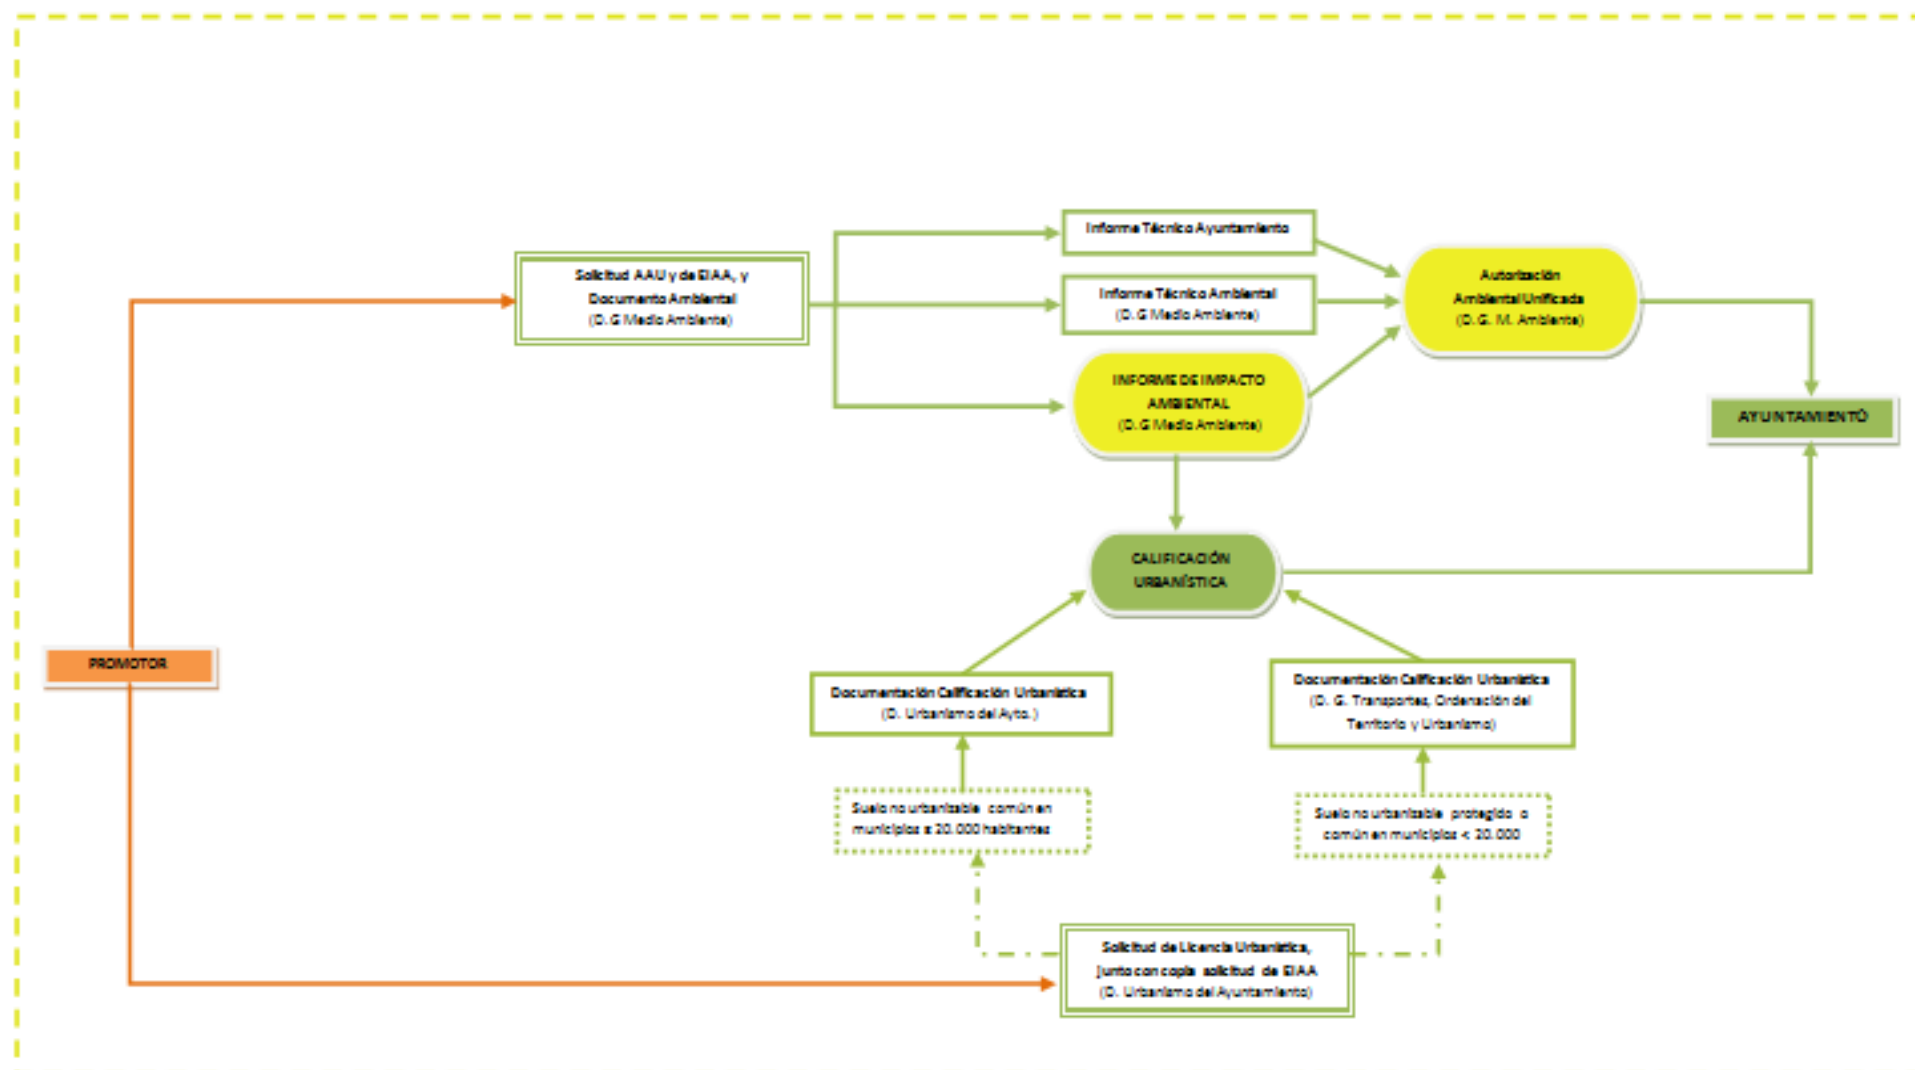 Informe Técnico Ayuntamiento
Solicitud AAU y de EIAA, y
Documento Ambiental
(D. G Medio Ambiente)
Informe Técnico Ambiental
(D. G Medio Ambiente)
Autorización
Ambiental Unificada
(D. G. M. Ambiente)
INFORME DE IMPACTO
AMBIENTAL
(D. G Medio Ambiente)
AYUNTAMIENTO
CALIFICACIÓN
URBANÍSTICA
PROMOTOR
Documentación Calificación Urbanística
(D. Urbanismo del Ayto. )
Documentación Calificación Urbanística
(D. G. Transportes, Ordenación del
Territorio y Urbanismo)
Suelo no urbanizable común en
municipios ≥ 20.000 habitantes
Suelo no urbanizable protegido o
común en municipios < 20.000
Solicitud de Licencia Urbanística,
junto con copia solicitud de EIAA
(D. Urbanismo del Ayuntamiento)